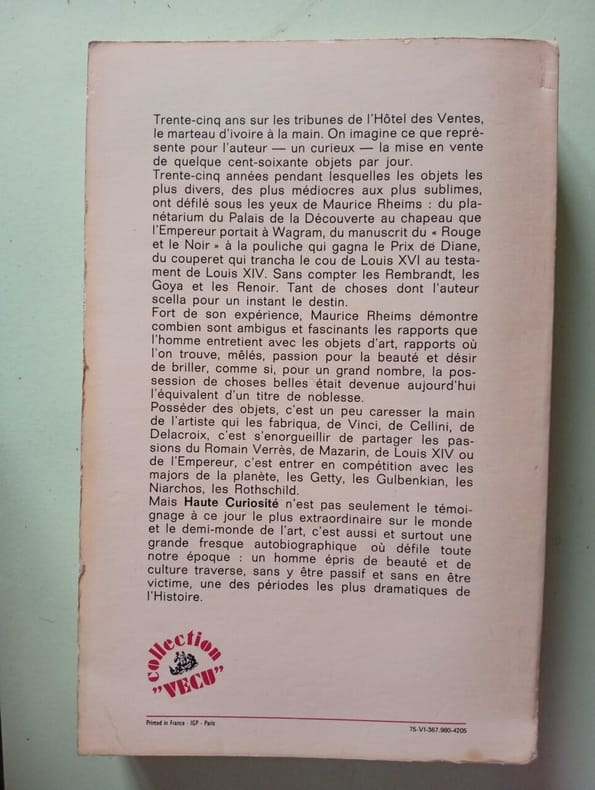 Trente-cinq ans sur les tribunes de l'Hôtel des Ventes,
le marteau d'ivoire à la main. On imagine ce que repré-
sente pour l'auteur — un curieux — la mise en vente
de quelque cent-soixante objets par jour.
Trente-cinq années pendant lesquelles les objets les
plus divers, des plus médiocres aux plus sublimes,
ont défilé sous les yeux de Maurice Rheims : du pla-
nétarium du Palais de la Découverte au chapeau que
l'Empereur portait à Wagram, du manuscrit du « Rouge
et le Noir » à la pouliche qui gagna le Prix de Diane,
du couperet qui trancha le cou de Louis XVI au testa-
ment de Louis XIV. Sans compter les Rembrandt, les
Goya et les Renoir. Tant de choses dont l'auteur
scella pour un instant le destin.
Fort de son expérience, Maurice Rheims démontre
combien sont ambigus et fascinants les rapports que
l'homme entretient avec les objets d'art, rapports où
l'on trouve, mêlés, passion pour la beauté et désir
de briller, comme si, pour un grand nombre, la pos-
session de choses belles était devenue aujourd'hui
l'équivalent d'un titre de noblesse.
Posséder des objets, c'est un peu caresser la main
de l'artiste qui les fabriqua, de Vinci, de Cellini, de
Delacroix, c'est s'enorgueillir de partager les pas-
sions du Romain Verrès, de Mazarin, de Louis XIV ou
de l'Empereur, c'est entrer en compétition avec les
majors de la planète, les Getty, les Gulbenkian, les
Niarchos, les Rothschild.
Mais Haute Curiosité n'est pas seulement le témoi-
gnage à ce jour le plus extraordinaire sur le monde
et le demi-monde de l'art, c'est aussi et surtout une
grande fresque autobiographique où défile toute
notre époque : un homme épris de beauté et de
culture traverse, sans y être passif et sans en être
victime, une des périodes les plus dramatiques de
l'Histoire.
collection
"VECU"
Printed in France - IGP - Paris
75-VI-367.980-4205